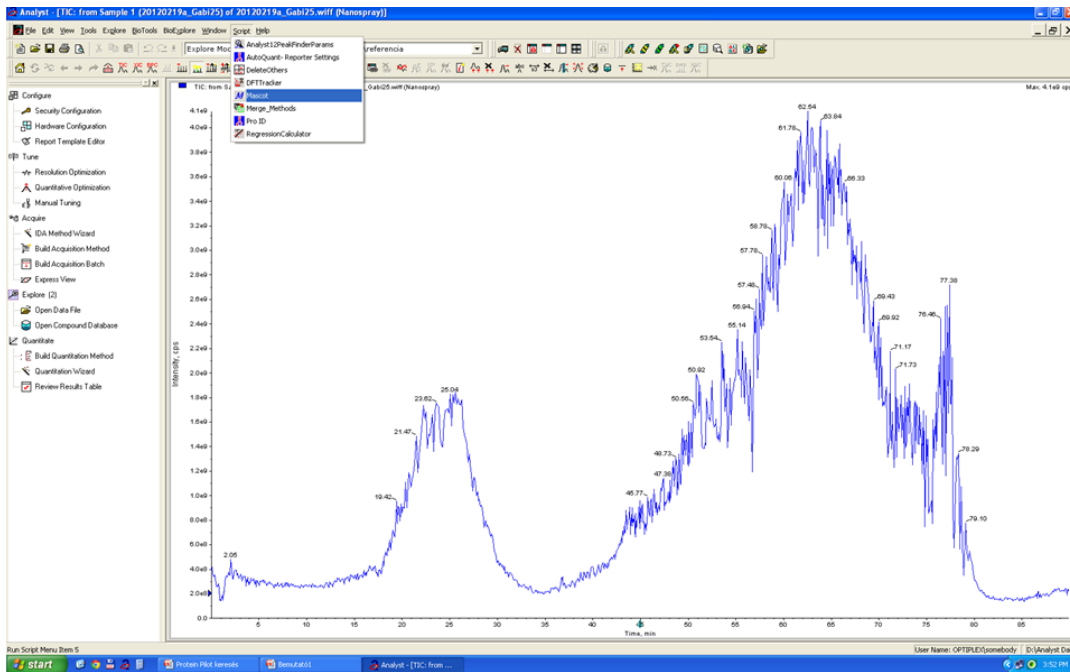 Analyst - [TIC: from Sample 1 (20120219a_Gabi25) of 20120219a_Gabi25.wiff (Nanospray)]
File Edit View Tools Explore BioTools BioExplore Window Script Help
Explore Mod
referencia
Analyst12PeakFinderParams
AutoQuant- Reporter Settings
DeleteOthers
DFTTracker
Mascot
Merge_Methods
Pro ID
RegressionCalculator
TIC: from
Gabi25.wiff (Nanospray)
Max. 4.1e9 cps
Configure
Security Configuration
Hardware Configuration
Report Template Editor
Tune
Resolution Optimization
Quantitative Optimization
Manual Tuning
Acquire
IDA Method Wizard
Build Acquisition Method
Build Acquisition Batch
Express View
Explore (2)
Open Data File
Open Compound Database
Quantitate
Build Quantitation Method
Quantitation Wizard
Review Results Table
Intensity, cps
4.1e9
4.0e9
3.8e9
3.6e9
3.4e9
3.2e9
3.0e9
2.8e9
2.6e9
2.4e9
2.2e9
2.0e9
1.8e9
1.6e9
1.4e9
1.2e9
1.0e9
8.0e8
6.0e8
4.0e8
2.0e8
0.0
2.05
19.42
21.47
23.62
25.04
45.77
47.38
48.73
50.56
50.92
53.54
55.14
56.94
57.48
57.78
58.78
60.06
61.78
62.54
63.84
66.33
69.43
69.92
71.17
71.73
76.46
77.38
78.29
79.10
5 10 15 20 25 30 35 40 45 50 55 60 65 70 75 80 85
Time, min
Run Script Menu Item 5
User Name: OPTIPLEX\somebody
D:\Analyst Da
start
Protein Pilot keresés
Bemutató1
Analyst - [TIC: from ...
3:52 PM